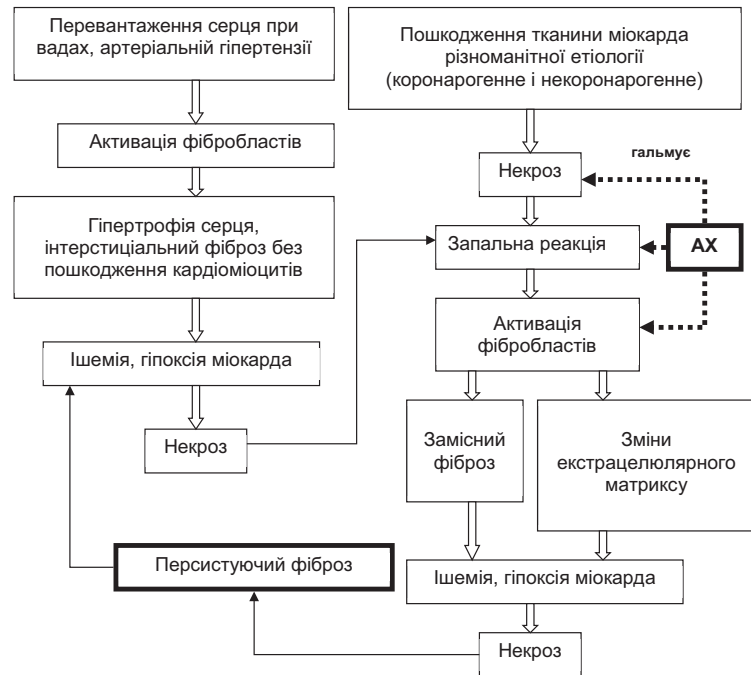 Перевантаження серця при
вадах, артеріальній гіпертензії
Активація фібробластів
Гіпертрофія серця,
інтерстиціальний фіброз без
пошкодження кардіоміоцитів
Ішемія, гіпоксія міокарда
Некроз
Персистуючий фіброз
Пошкодження тканини міокарда
різноманітної етіології
(коронарогенне і некоронарогенне)
гальмує
Некроз
Запальна реакція
АХ
Активація
фібробластів
Замісний
фіброз
Зміни
екстрацелюлярного
матриксу
Ішемія, гіпоксія міокарда
Некроз